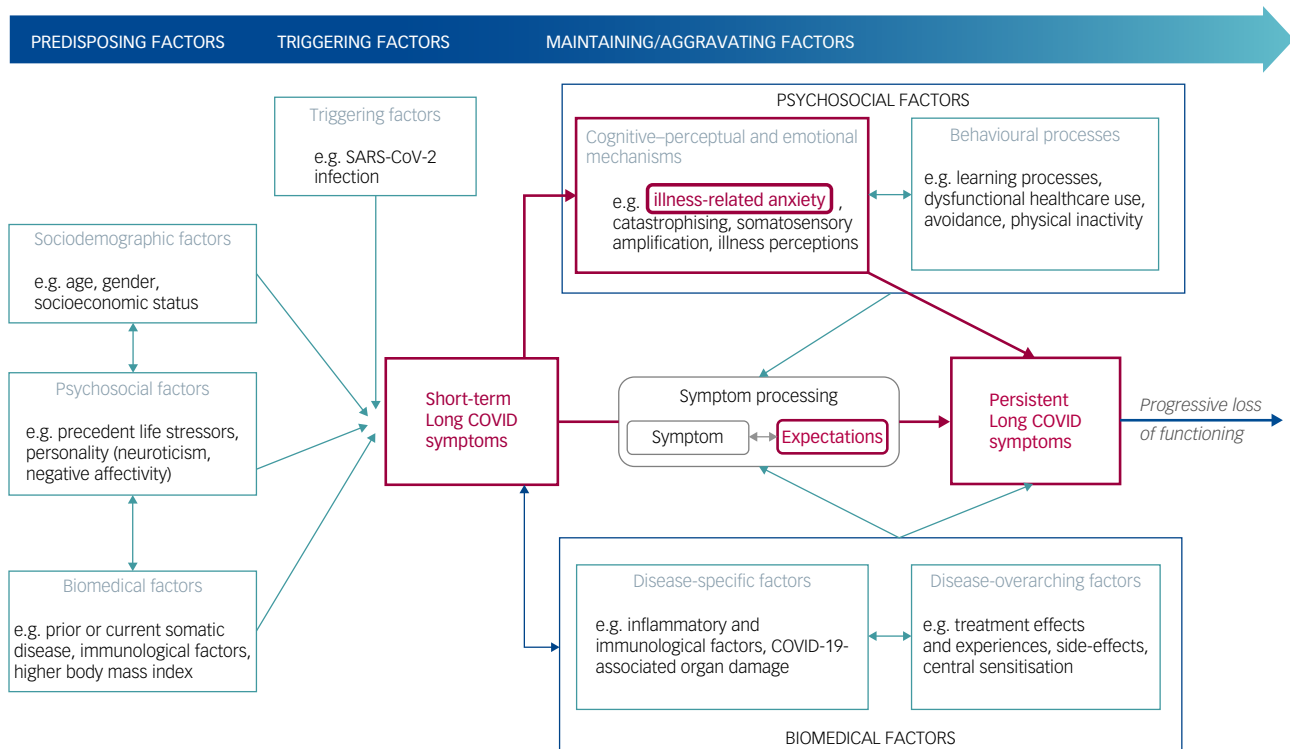 PREDISPOSING FACTORS
TRIGGERING FACTORS
MAINTAINING/AGGRAVATING FACTORS
Triggering factors
e.g. SARS-CoV-2
infection
Sociodemographic factors
e.g. age, gender,
socioeconomic status
Psychosocial factors
e.g. precedent life stressors,
personality (neuroticism,
negative affectivity)
Biomedical factors
e.g. prior or current somatic
disease, immunological factors,
higher body mass index
Short-term
Long COVID
symptoms
PSYCHOSOCIAL FACTORS
Cognitive–perceptual and emotional
mechanisms
e.g. illness-related anxiety ,
catastrophising, somatosensory
amplification, illness perceptions
Behavioural processes
e.g. learning processes,
dysfunctional healthcare use,
avoidance, physical inactivity
Symptom processing
Symptom
Expectations
Persistent
Long COVID
symptoms
Progressive loss
of functioning
Disease-specific factors
e.g. inflammatory and
immunological factors, COVID-19-
associated organ damage
Disease-overarching factors
e.g. treatment effects
and experiences, side-effects,
central sensitisation
BIOMEDICAL FACTORS